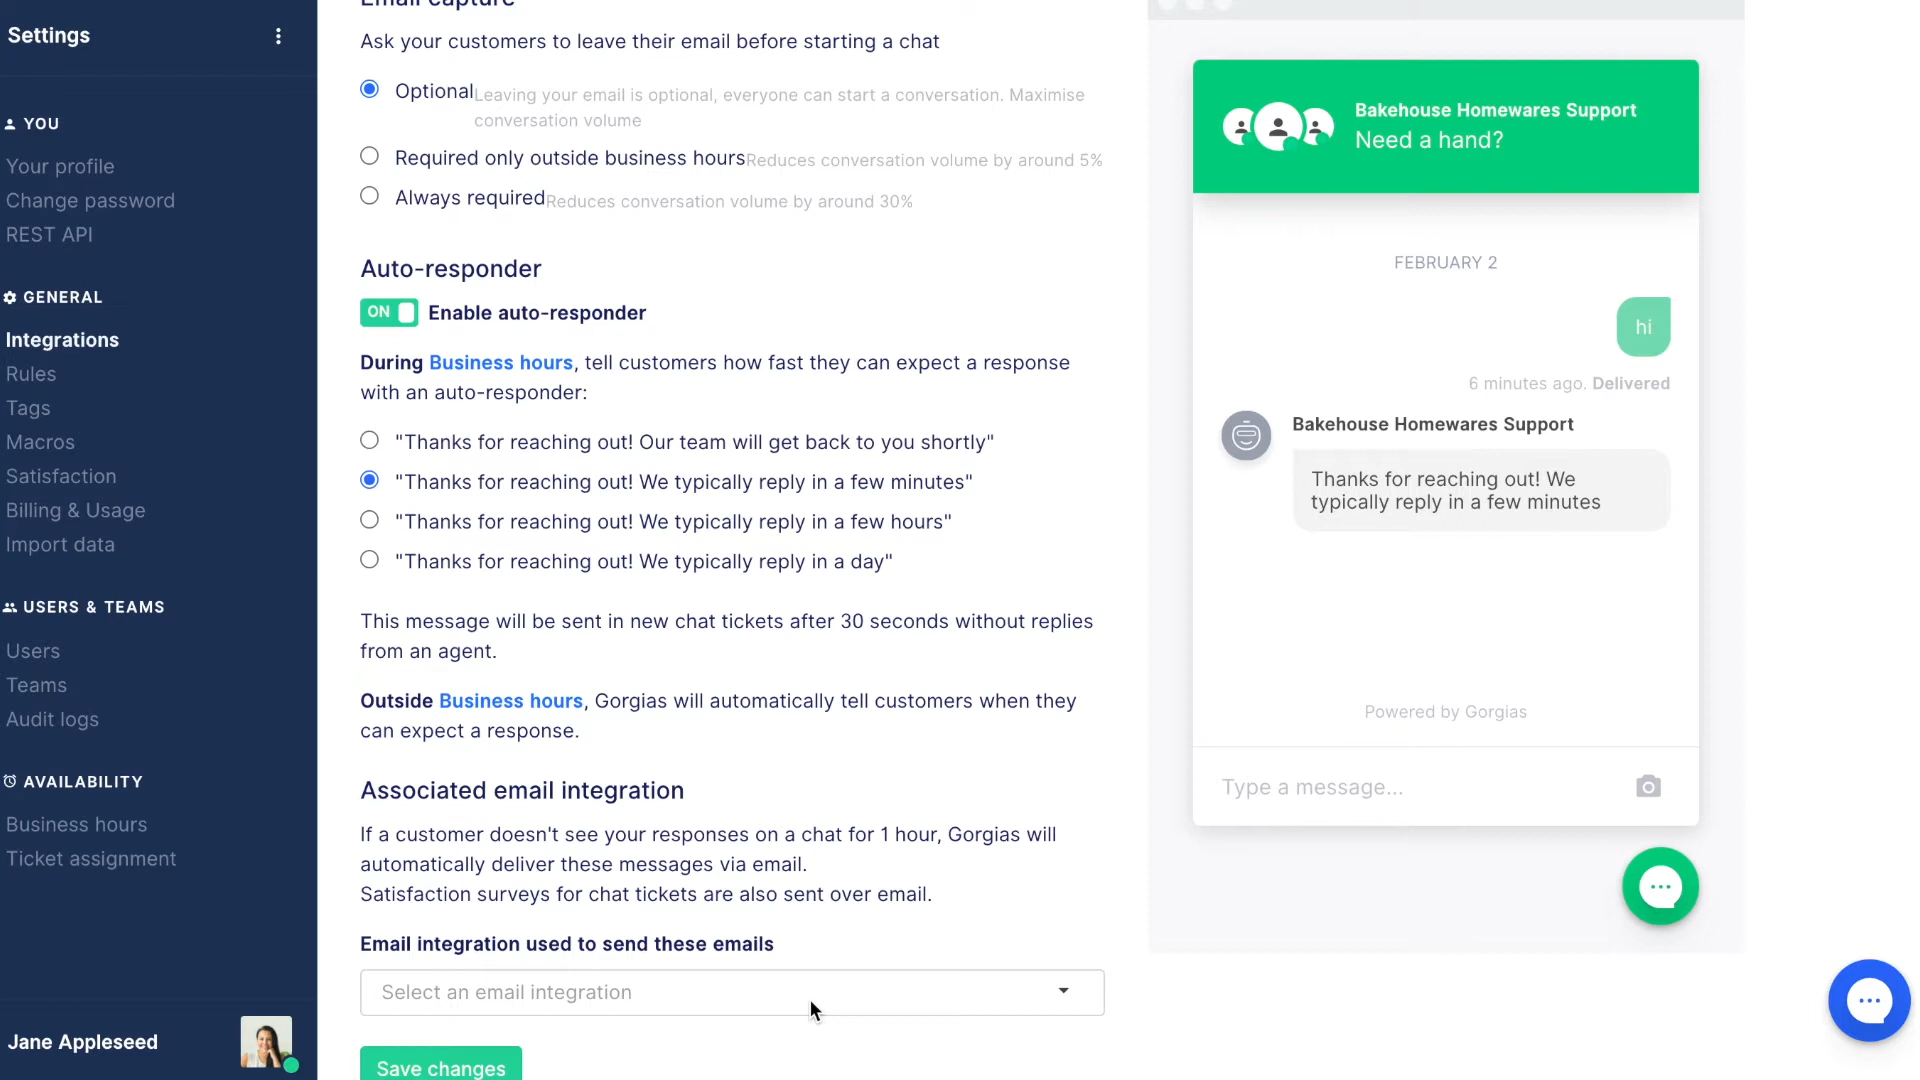 Settings
YOU
Your profile
Change password
REST API
GENERAL
Integrations
Rules
Tags
Macros
Satisfaction
Billing & Usage
Import data
USERS & TEAMS
Users
Teams
Audit logs
AVAILABILITY
Business hours
Ticket assignment
Jane Appleseed
Email capture
Ask your customers to leave their email before starting a chat
Optional Leaving your email is optional, everyone can start a conversation. Maximise
conversation volume
Required only outside business hours Reduces conversation volume by around 5%
Always required Reduces conversation volume by around 30%
Auto-responder
ON Enable auto-responder
During Business hours, tell customers how fast they can expect a response
with an auto-responder:
"Thanks for reaching out! Our team will get back to you shortly"
"Thanks for reaching out! We typically reply in a few minutes"
"Thanks for reaching out! We typically reply in a few hours"
"Thanks for reaching out! We typically reply in a day"
This message will be sent in new chat tickets after 30 seconds without replies
from an agent.
Outside Business hours, Gorgias will automatically tell customers when they
can expect a response.
Associated email integration
If a customer doesn't see your responses on a chat for 1 hour, Gorgias will
automatically deliver these messages via email.
Satisfaction surveys for chat tickets are also sent over email.
Email integration used to send these emails
Select an email integration
Save changes
Bakehouse Homewares Support
Need a hand?
FEBRUARY 2
hi
6 minutes ago. Delivered
Bakehouse Homewares Support
Thanks for reaching out! We
typically reply in a few minutes
Powered by Gorgias
Type a message...